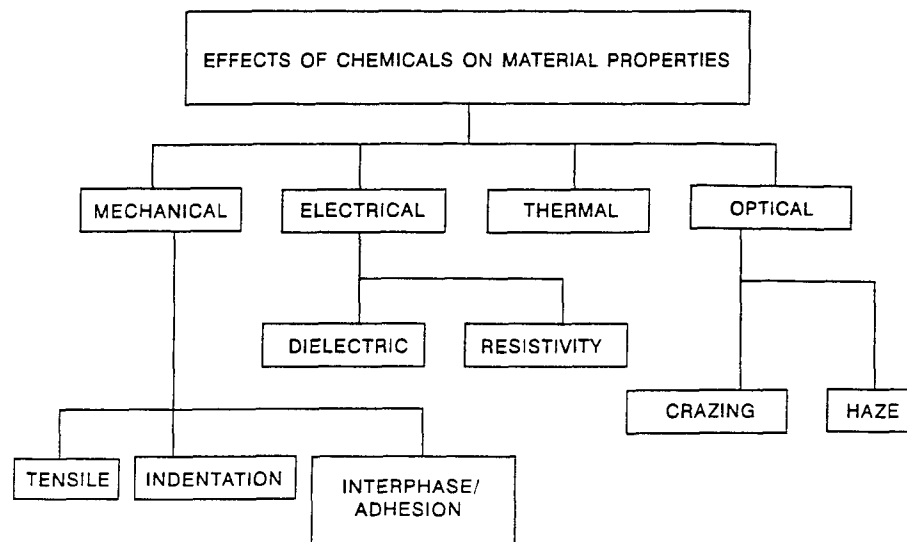 EFFECTS OF CHEMICALS ON MATERIAL PROPERTIES
MECHANICAL
ELECTRICAL
THERMAL
OPTICAL
DIELECTRIC
RESISTIVITY
CRAZING
HAZE
TENSILE
INDENTATION
INTERPHASE/
ADHESION